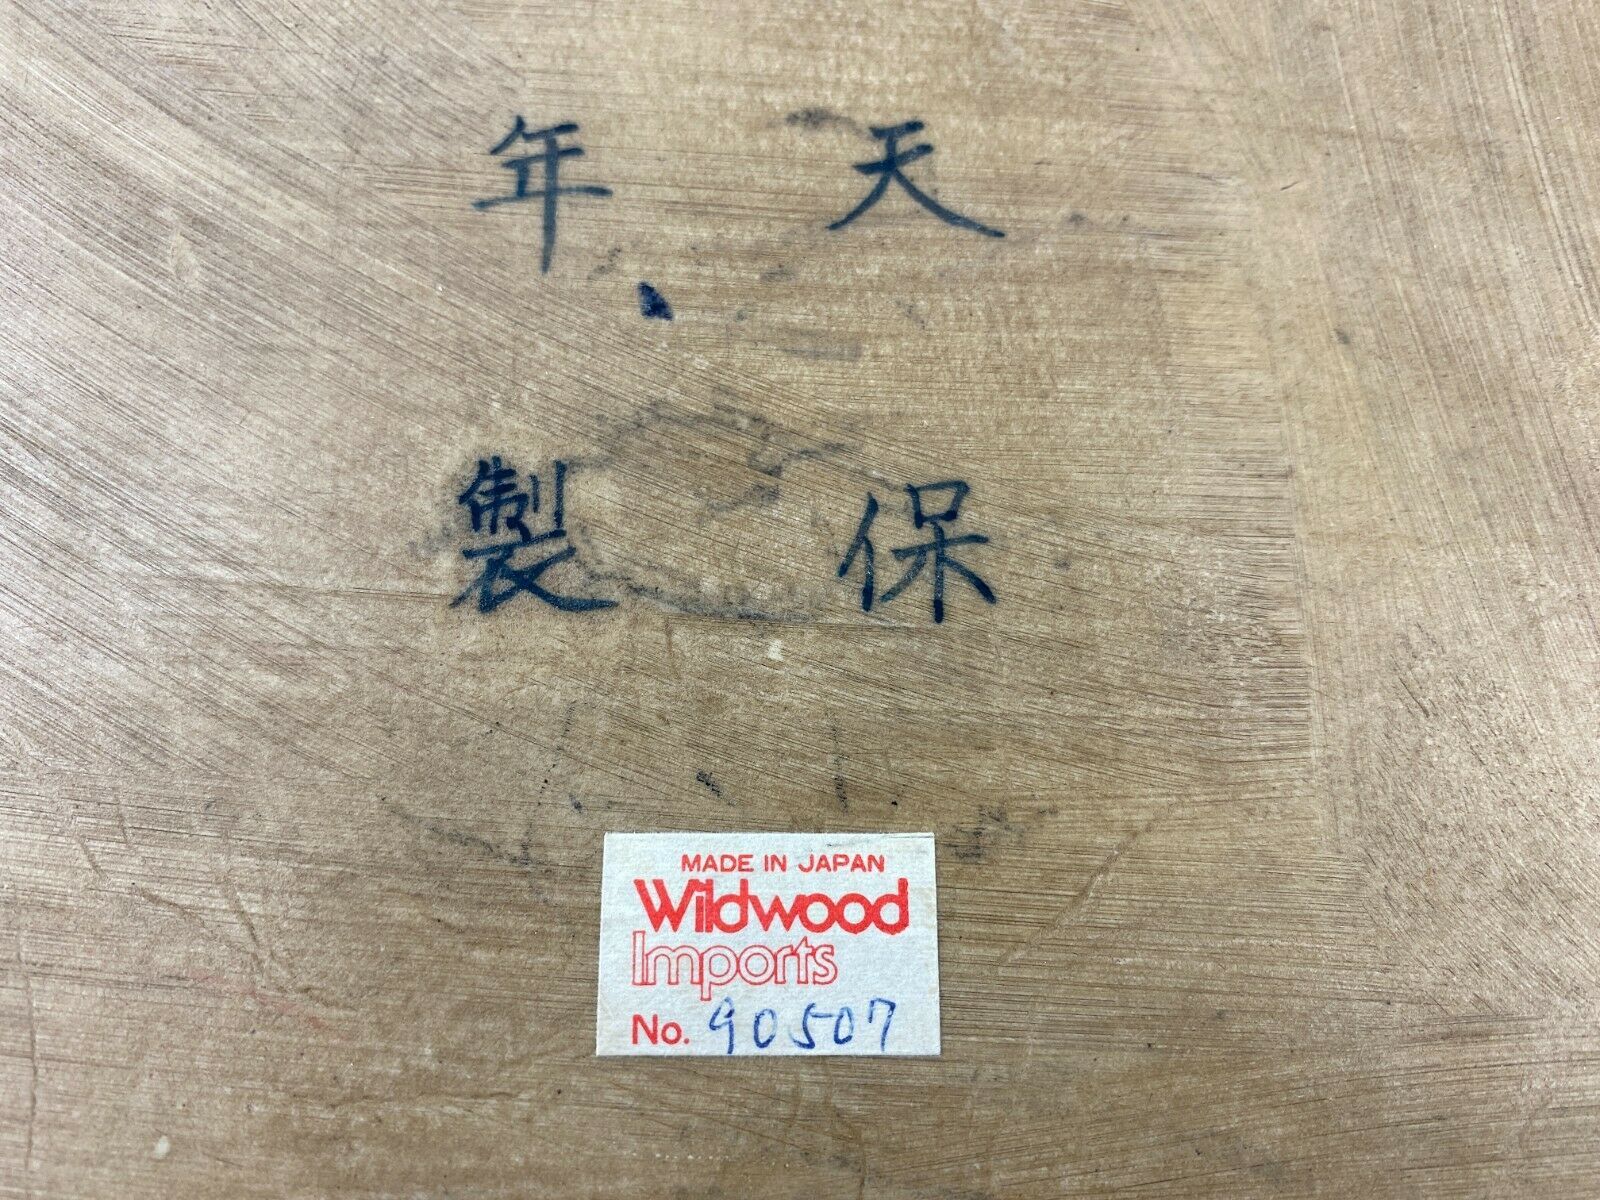 天保
年製
MADE IN JAPAN
Wildwood
Imports
No. 90507